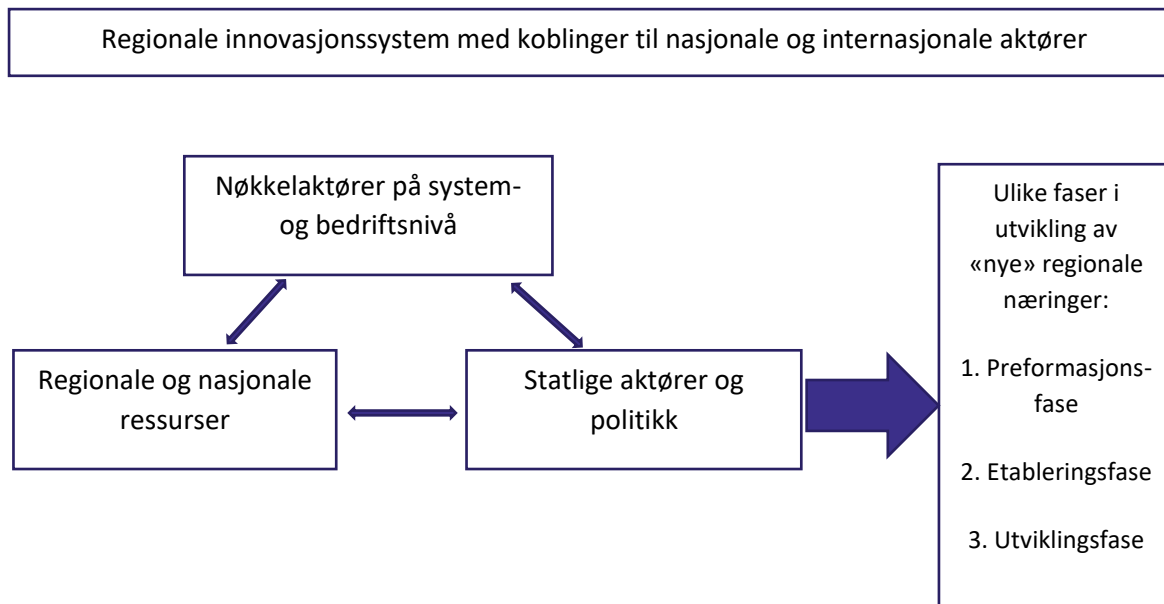 Regionale innovasjonssystem med koblinger til nasjonale og internasjonale aktører
Nøkkelaktører på system-
og bedriftsnivå
Regionale og nasjonale
ressurser
Statlige aktører og
politikk
Ulike faser i
utvikling av
«nye» regionale
næringer:
1. Preformasjons-
fase
2. Etableringsfase
3. Utviklingsfase